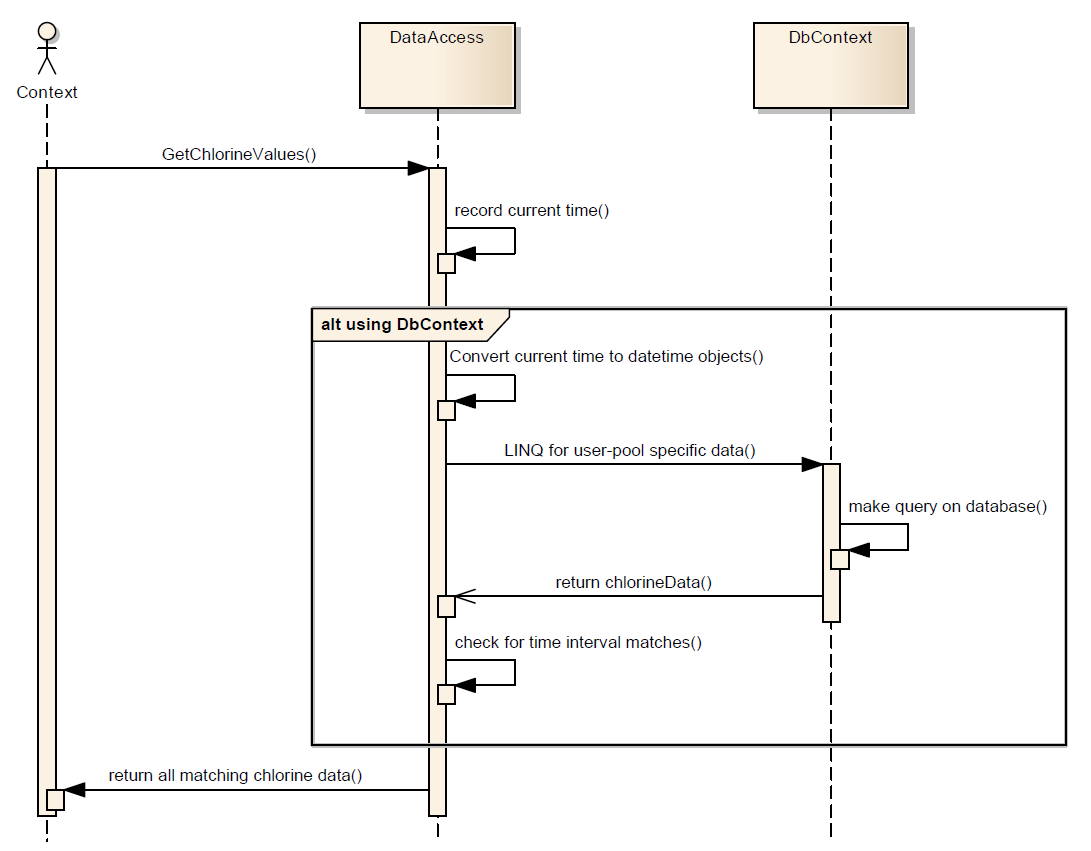 DataAccess
DbContext
Context
GetChlorineValues()
record current time()
alt using DbContext
Convert current time to datetime objects()
LINQ for user-pool specific data()
make query on database()
return chlorineData()
check for time interval matches()
return all matching chlorine data()